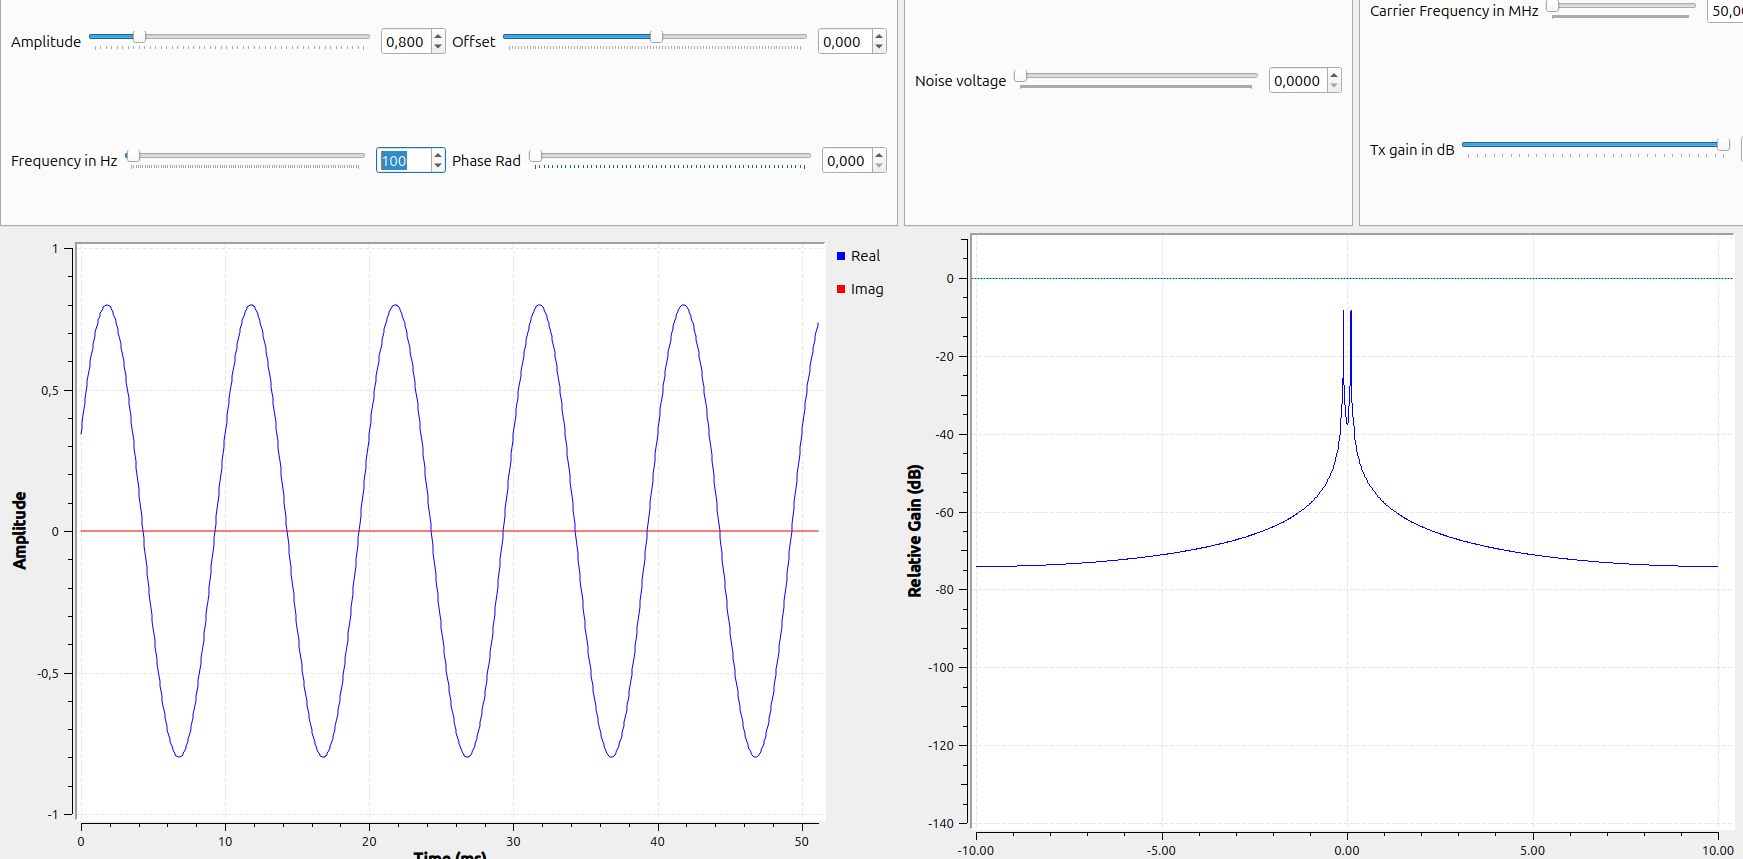 Amplitude 0,800 Offset 0,000
Frequency in Hz 100 Phase Rad 0,000
Noise voltage 0,0000
Carrier Frequency in MHz
Tx gain in dB
1
0,5
0
-0,5
-1
Amplitude
0 10 20 30 40 50
Time (ms)
Real
Imag
0
-20
-40
-60
-80
-100
-120
-140
Relative Gain (dB)
-10.00 -5.00 0.00 5.00 10.00